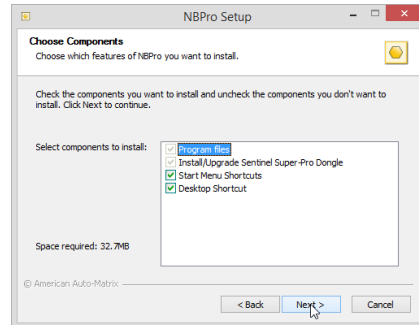 NBPro Setup
Choose Components
Choose which features of NBPro you want to install.
Check the components you want to install and uncheck the components you don't want to
install. Click Next to continue.
Select components to install:
Program files
Install/Upgrade Sentinel Super-Pro Dongle
Start Menu Shortcuts
Desktop Shortcut
Space required: 32.7MB
© American Auto-Matrix
< Back
Next >
Cancel